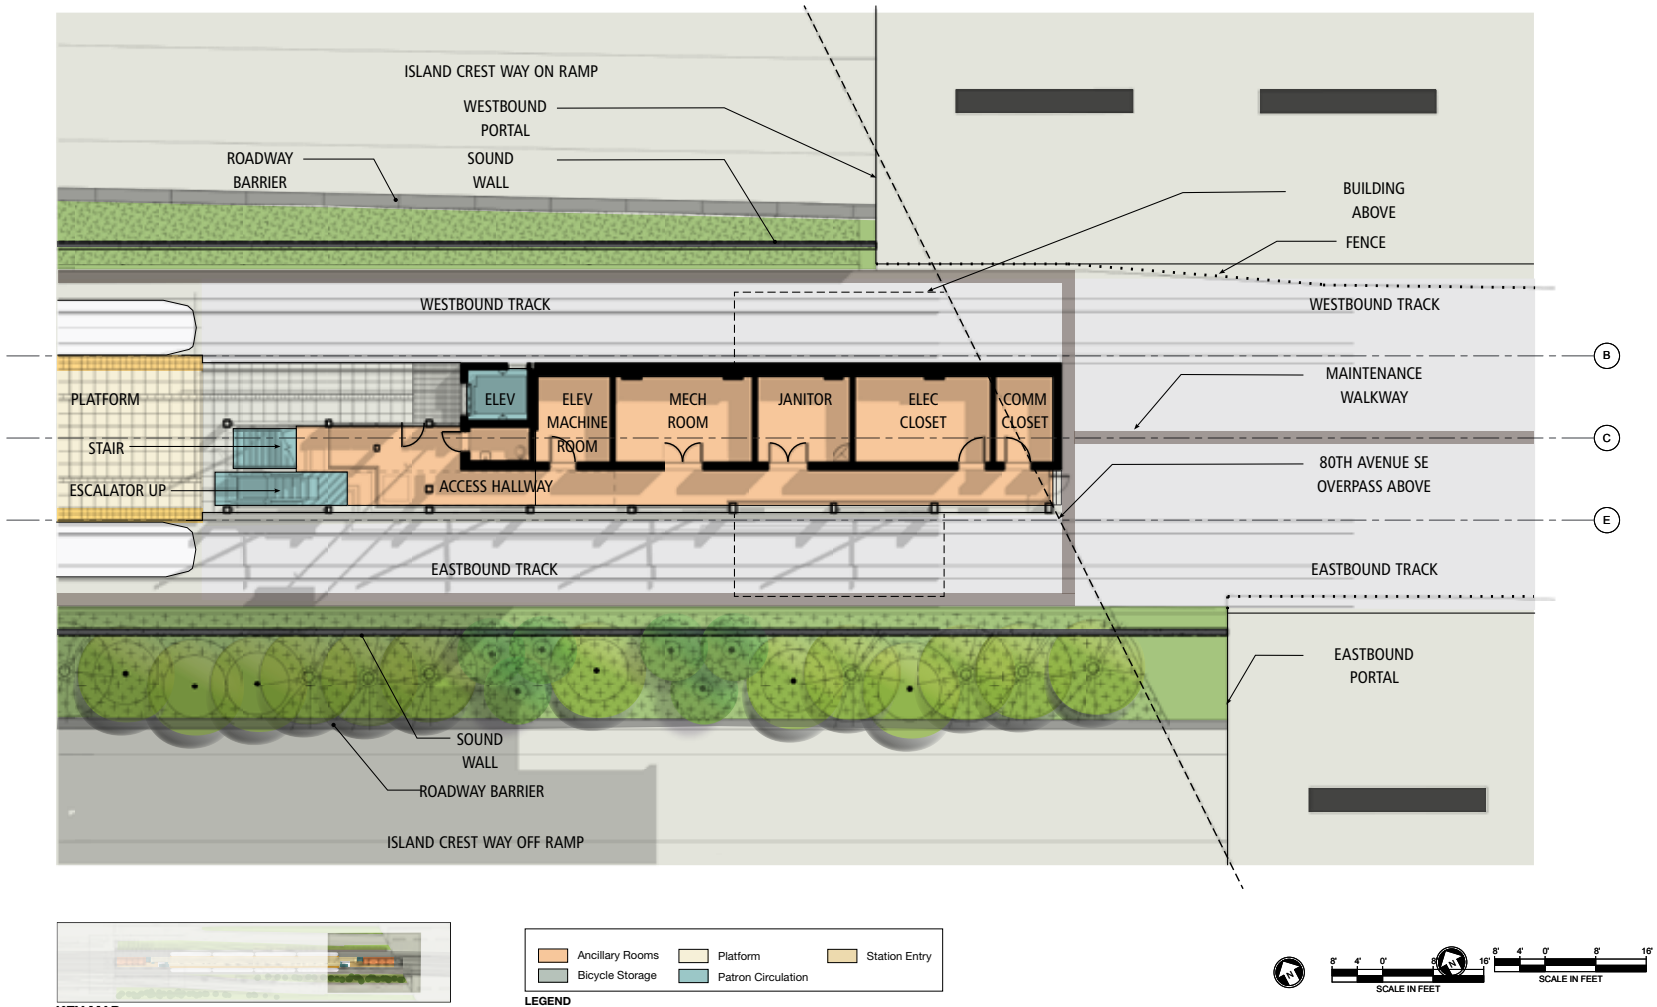 ISLAND CREST WAY ON RAMP
WESTBOUND
PORTAL
ROADWAY
BARRIER
SOUND
WALL
BUILDING
ABOVE
FENCE
WESTBOUND TRACK
WESTBOUND TRACK
B
PLATFORM
ELEV
ELEV
MACHINE
ROOM
MECH
ROOM
JANITOR
ELEC
CLOSET
COMM
CLOSET
MAINTENANCE
WALKWAY
C
STAIR
ESCALATOR UP
ACCESS HALLWAY
80TH AVENUE SE
OVERPASS ABOVE
E
EASTBOUND TRACK
EASTBOUND TRACK
EASTBOUND
PORTAL
SOUND
WALL
ROADWAY BARRIER
ISLAND CREST WAY OFF RAMP
Ancillary Rooms
Platform
Station Entry
Bicycle Storage
Patron Circulation
LEGEND
N
8' 4' 0' 8' 16'
SCALE IN FEET
N
8' 4' 0' 8' 16'
SCALE IN FEET